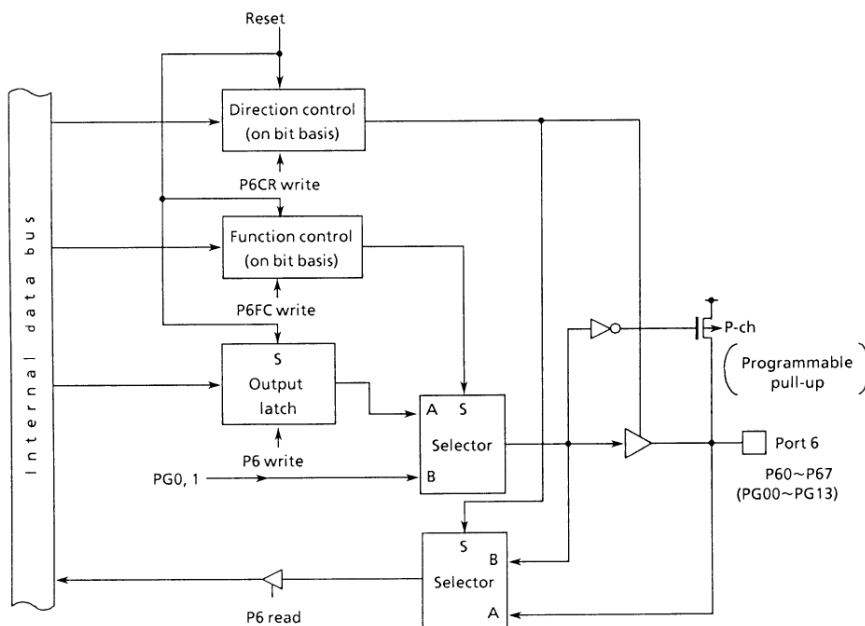 Reset
Direction control
(on bit basis)
P6CR write
Function control
(on bit basis)
P6FC write
S
Output
latch
P6 write
PG0, 1
A S
Selector
B
P-ch
(Programmable
pull-up)
Port 6
P60~P67
(PG00~PG13)
S
B
Selector
A
P6 read
Internal data bus